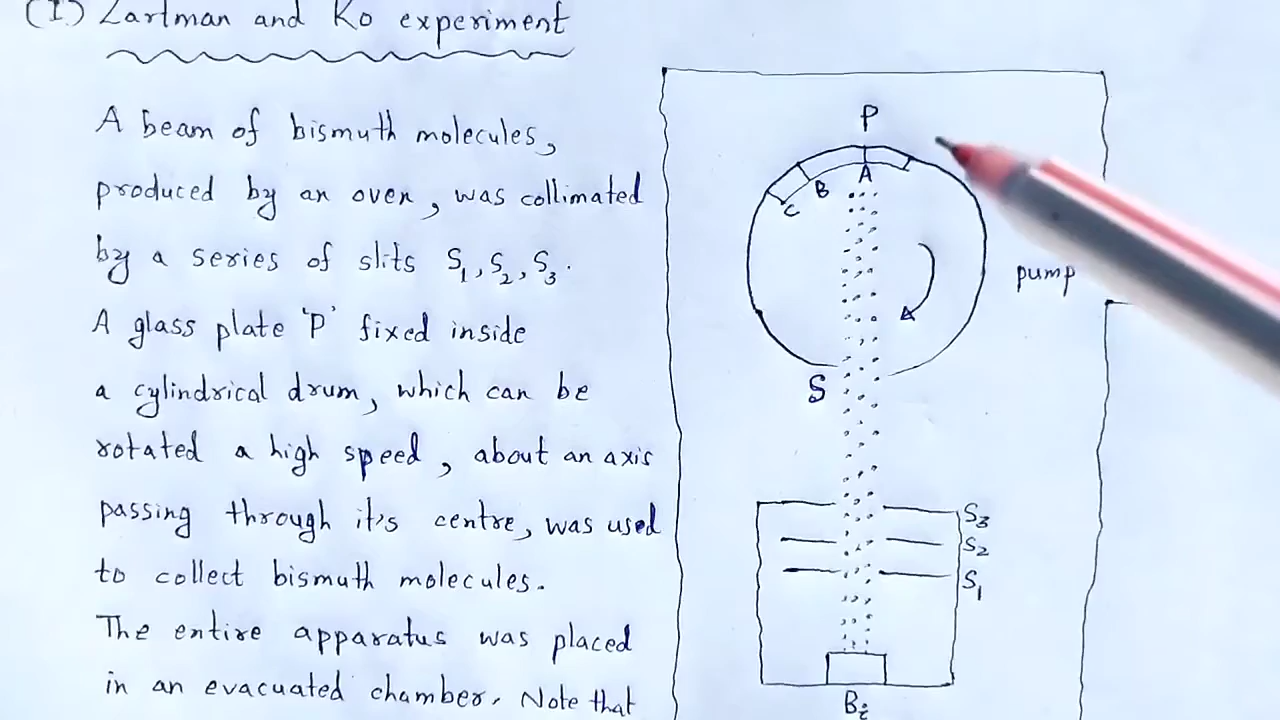 (I) Zartman and Ko experiment
A beam of bismuth molecules,
produced by an oven, was collimated
by a series of slits S₁, S₂, S₃.
A glass plate 'P' fixed inside
a cylindrical drum, which can be
rotated a high speed, about an axis
passing through it's centre, was used
to collect bismuth molecules.
The entire apparatus was placed
in an evacuated chamber. Note that
P
A
B
C
pump
S
S₃
S₂
S₁
Bi